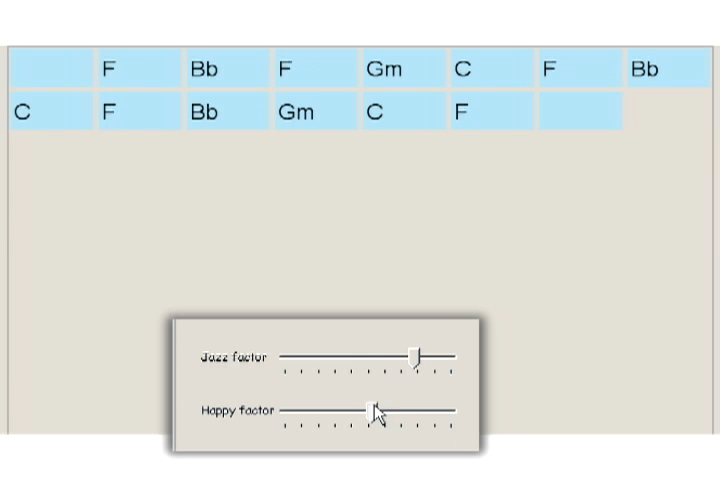 F Bb F Gm C F Bb
C F Bb Gm C F
Jazz factor
Happy factor